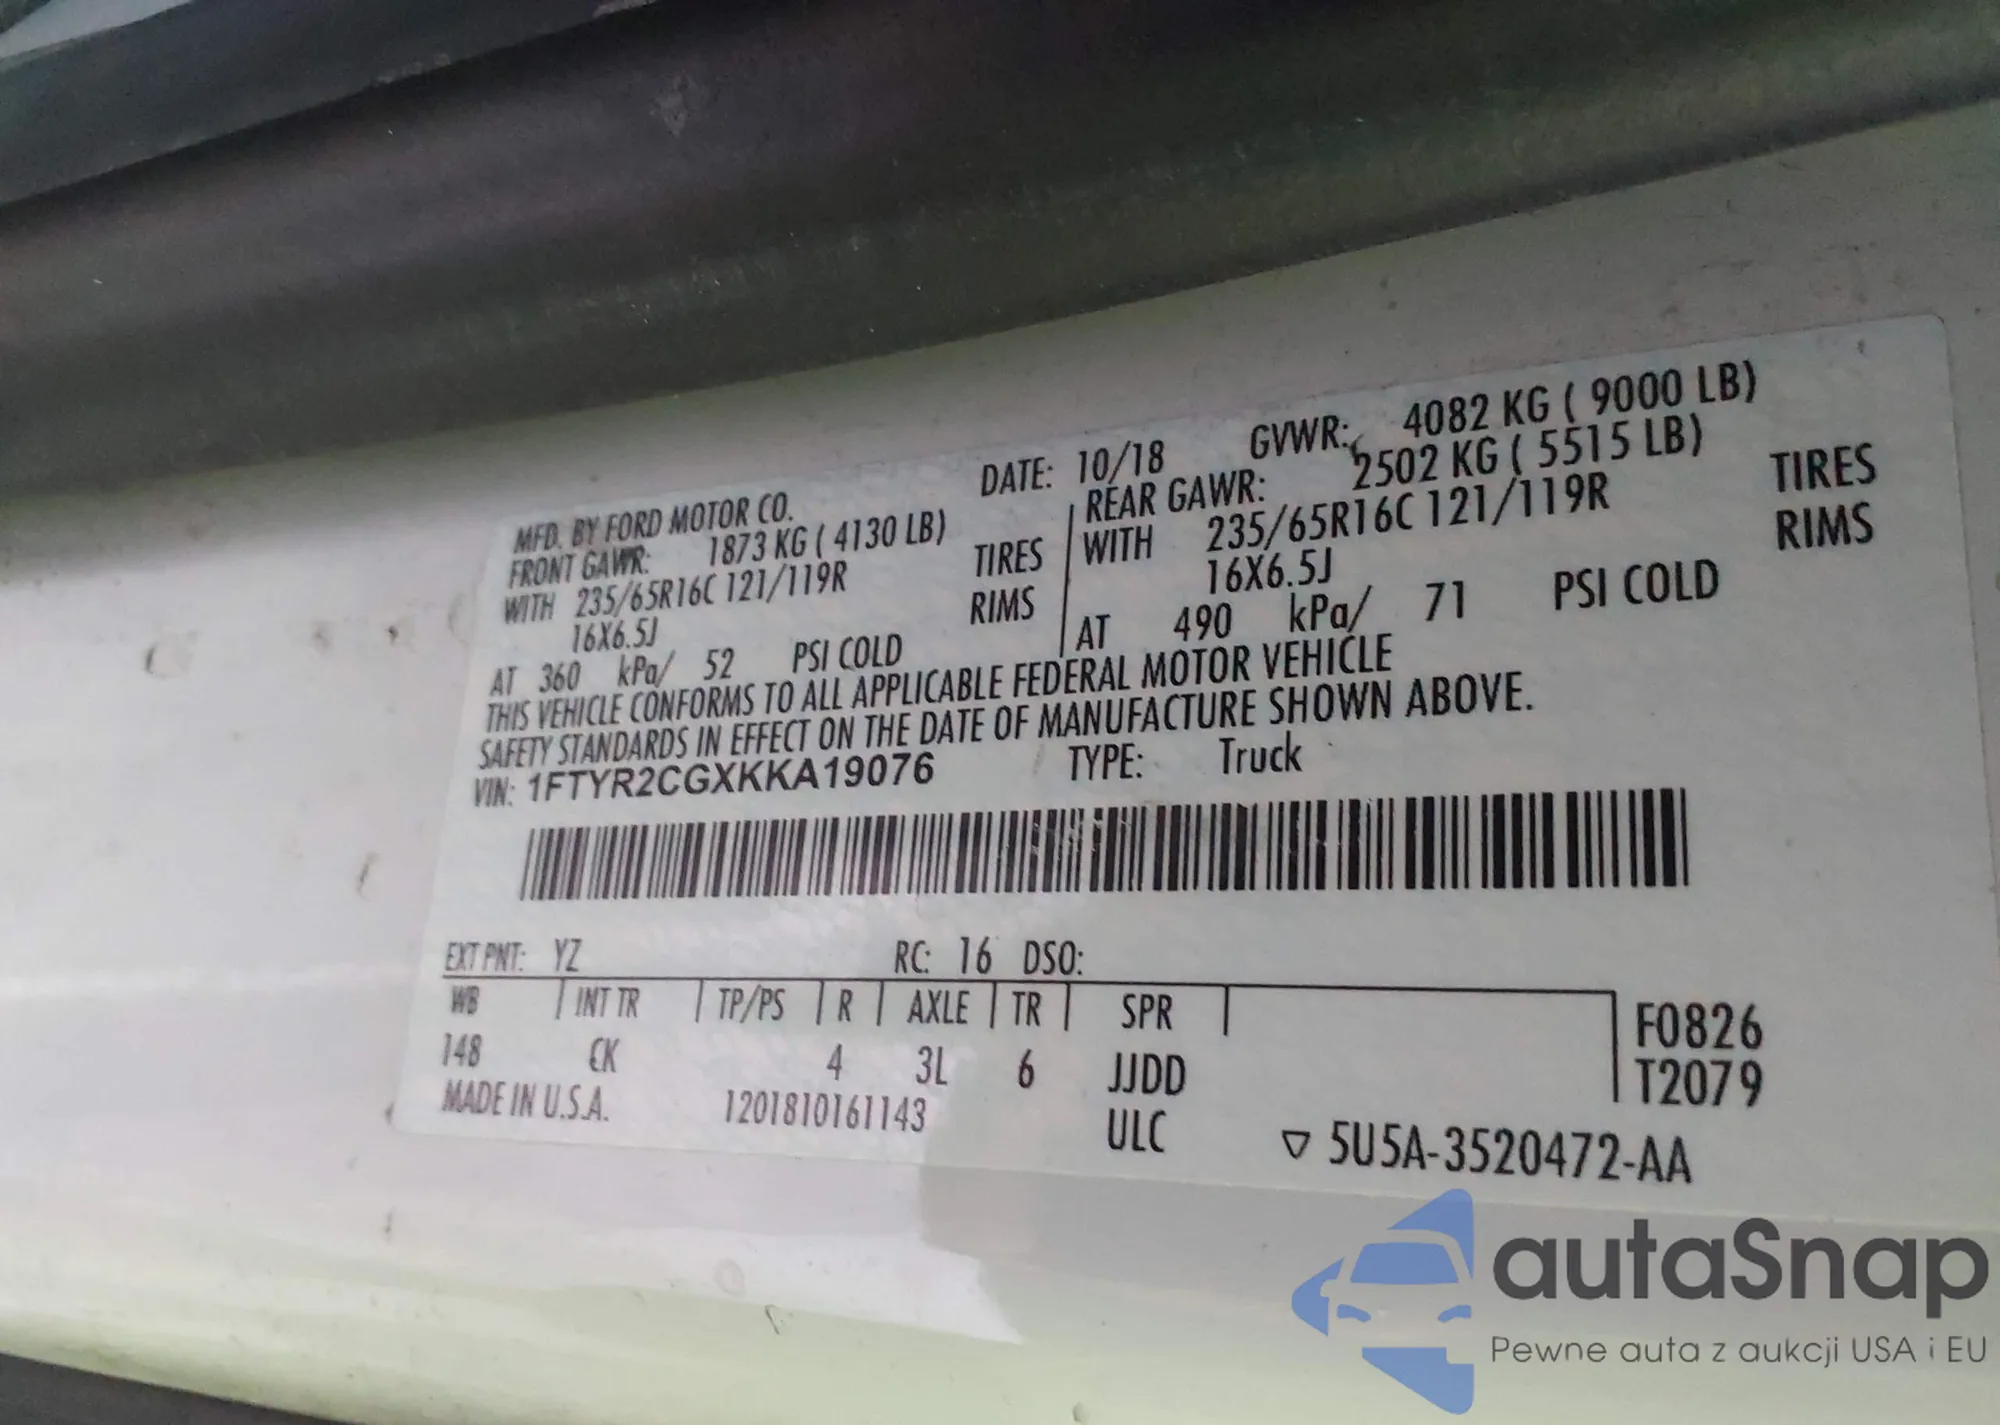 MFD. BY FORD MOTOR CO. DATE: 10/18 GVWR: 4082 KG ( 9000 LB)
FRONT GAWR: 1873 KG ( 4130 LB) REAR GAWR: 2502 KG ( 5515 LB)
WITH 235/65R16C 121/119R TIRES WITH 235/65R16C 121/119R TIRES
16X6.5J RIMS 16X6.5J RIMS
AT 360 kPa/ 52 PSI COLD AT 490 kPa/ 71 PSI COLD
THIS VEHICLE CONFORMS TO ALL APPLICABLE FEDERAL MOTOR VEHICLE
SAFETY STANDARDS IN EFFECT ON THE DATE OF MANUFACTURE SHOWN ABOVE.
VIN: 1FTYR2CGXKKA19076 TYPE: Truck
EXT PNT: YZ RC: 16 DSO:
WB INT TR TP/PS R AXLE TR SPR F0826
148 CK 4 3L 6 JJDD T2079
MADE IN U.S.A. 1201810161143 ULC ▽ 5U5A-3520472-AA
autaSnap
Pewne auta z aukcji USA i EU